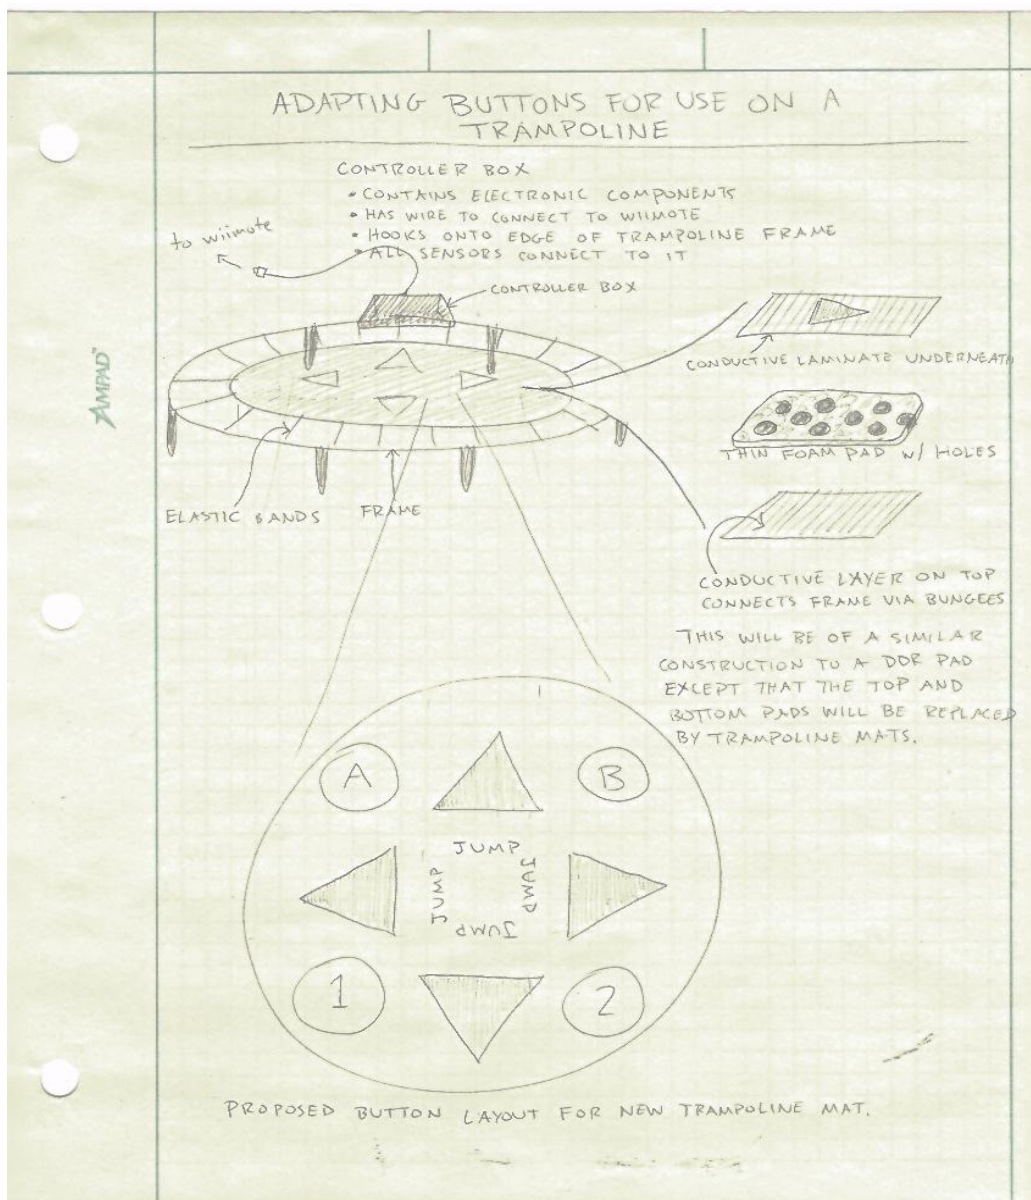 ADAPTING BUTTONS FOR USE ON A
TRAMPOLINE
CONTROLLER BOX
• CONTAINS ELECTRONIC COMPONENTS
• HAS WIRE TO CONNECT TO WIIMOTE
• HOOKS ONTO EDGE OF TRAMPOLINE FRAME
• ALL SENSORS CONNECT TO IT
to wiimote
CONTROLLER BOX
CONDUCTIVE LAMINATE UNDERNEATH
AMPAD™
THIN FOAM PAD W/ HOLES
ELASTIC BANDS
FRAME
CONDUCTIVE LAYER ON TOP
CONNECTS FRAME VIA BUNGEES
THIS WILL BE OF A SIMILAR
CONSTRUCTION TO A DDR PAD
EXCEPT THAT THE TOP AND
BOTTOM PADS WILL BE REPLACED
BY TRAMPOLINE MATS.
A
B
JUMP
JUMP
JUMP
JUMP
1
2
PROPOSED BUTTON LAYOUT FOR NEW TRAMPOLINE MAT.